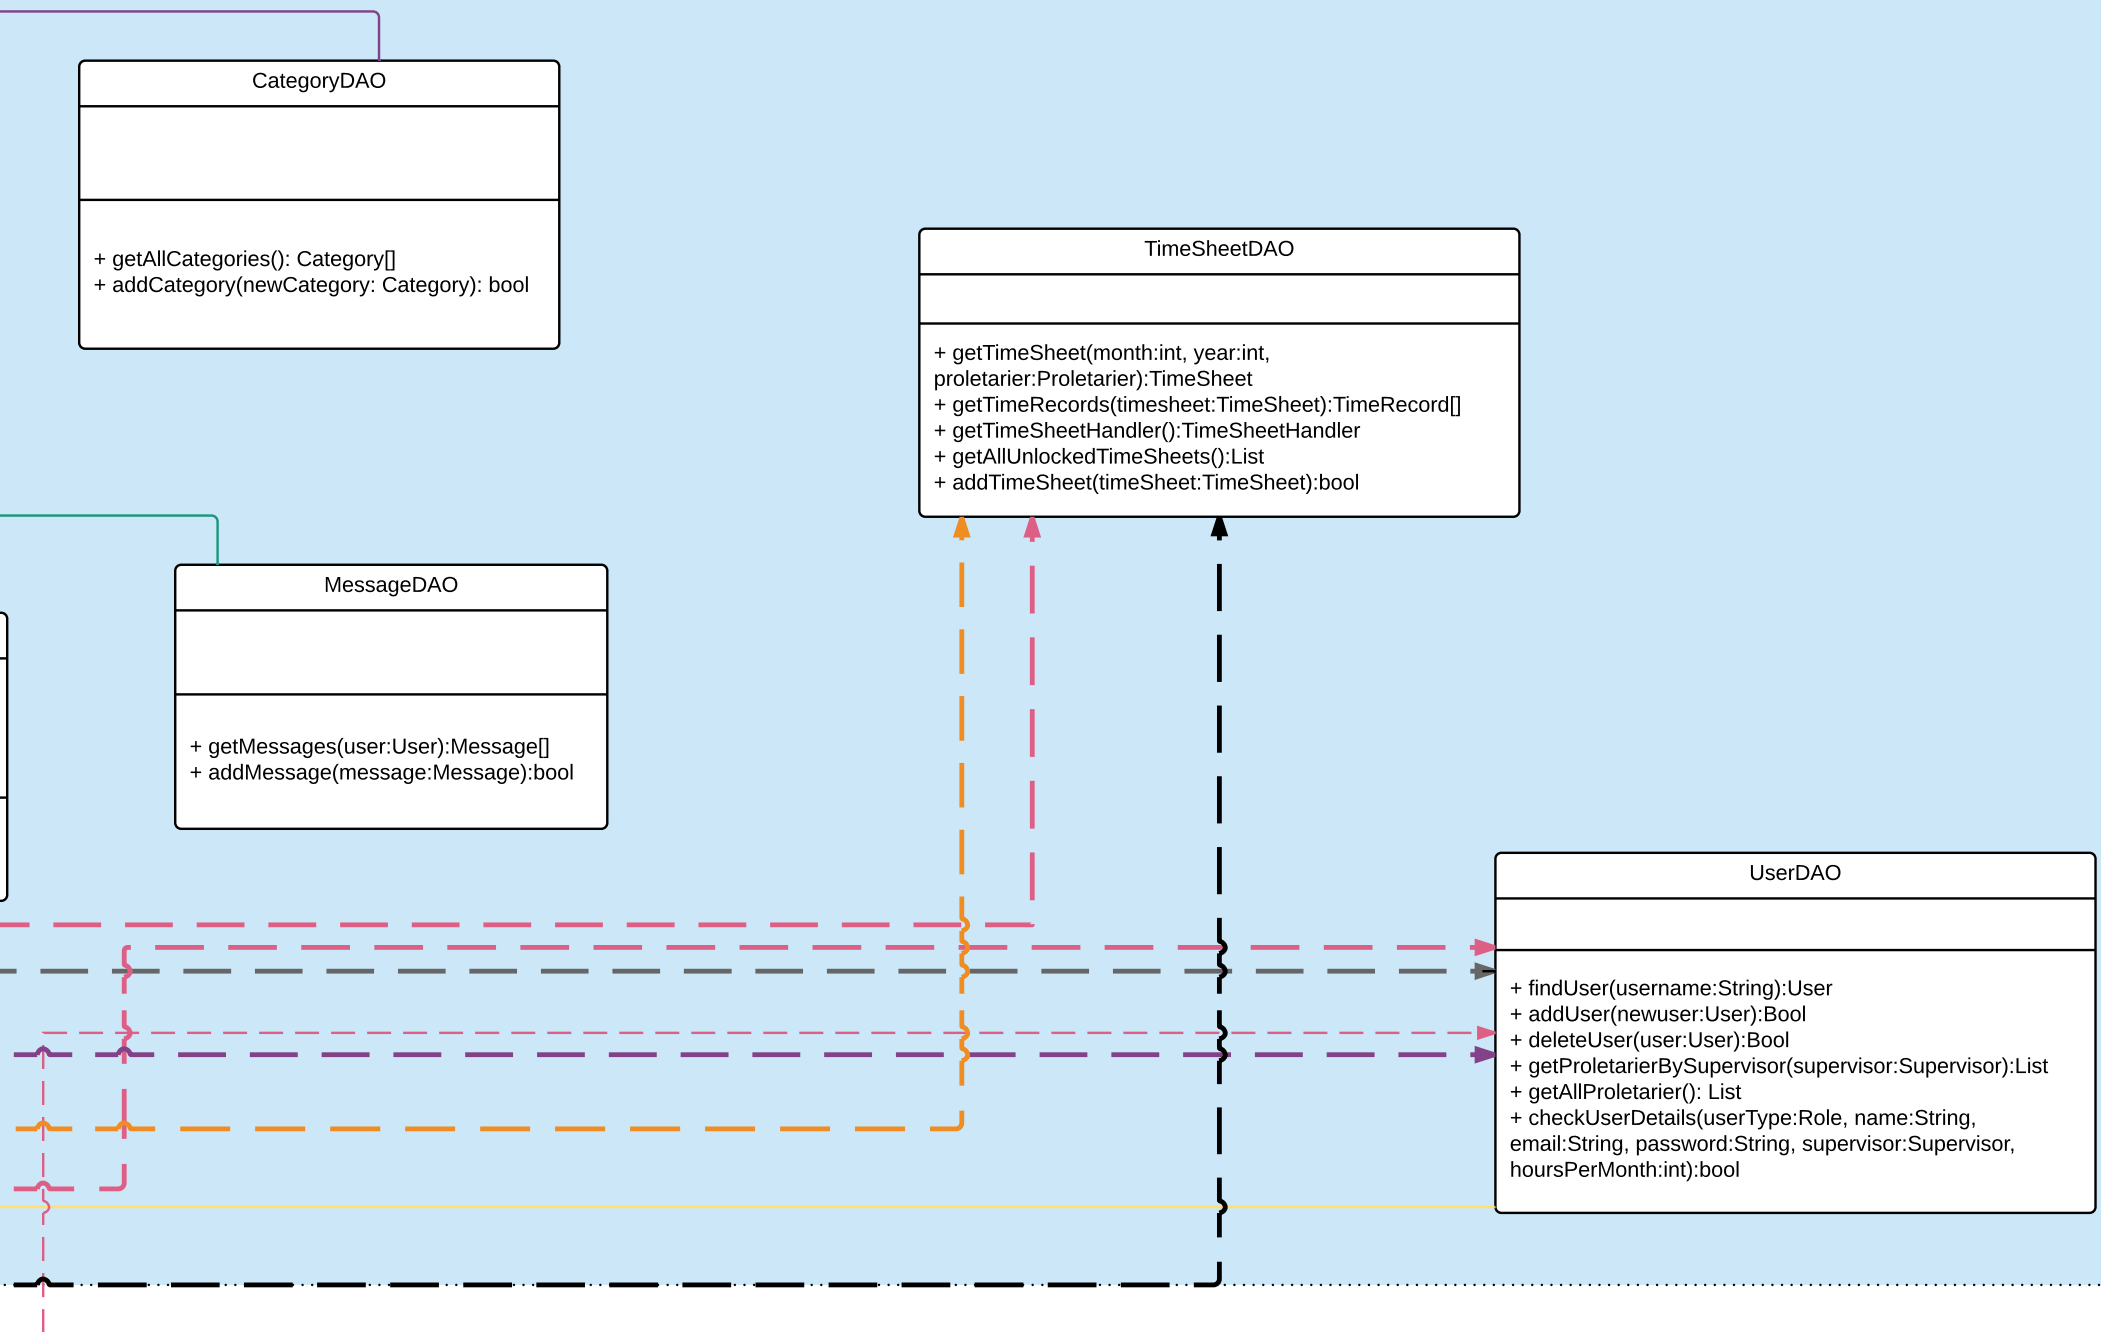 CategoryDAO
+ getAllCategories(): Category[]
+ addCategory(newCategory: Category): bool
TimeSheetDAO
+ getTimeSheet(month:int, year:int,
proletarier:Proletarier):TimeSheet
+ getTimeRecords(timesheet:TimeSheet):TimeRecord[]
+ getTimeSheetHandler():TimeSheetHandler
+ getAllUnlockedTimeSheets():List
+ addTimeSheet(timeSheet:TimeSheet):bool
MessageDAO
+ getMessages(user:User):Message[]
+ addMessage(message:Message):bool
UserDAO
+ findUser(username:String):User
+ addUser(newuser:User):Bool
+ deleteUser(user:User):Bool
+ getProletarierBySupervisor(supervisor:Supervisor):List
+ getAllProletarier(): List
+ checkUserDetails(userType:Role, name:String,
email:String, password:String, supervisor:Supervisor,
hoursPerMonth:int):bool